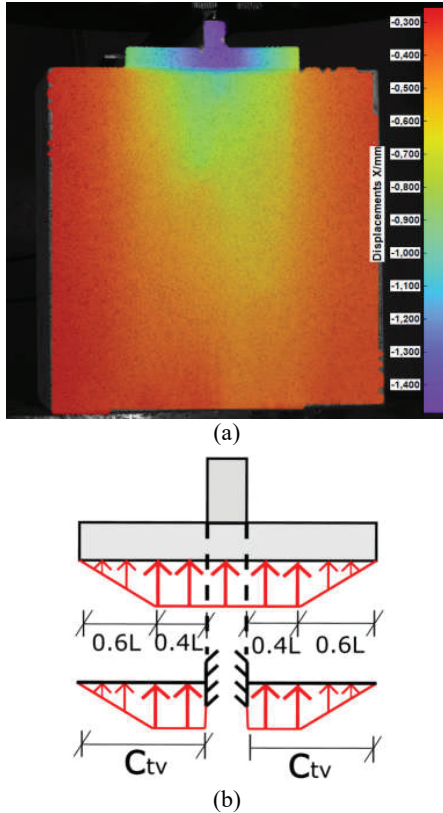 -0,300
-0,400
-0,500
-0,600
-0,700
-0,800
-0,900
-1,000
-1,100
-1,200
-1,300
-1,400
Displacements X/mm
(a)
0.6L 0.4L 0.4L 0.6L
Ctv Ctv
(b)